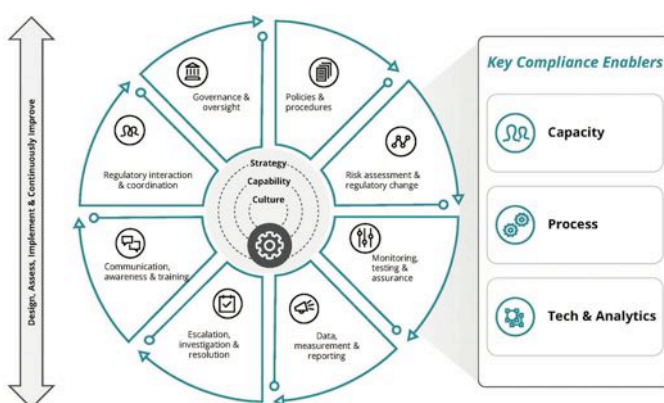 Design, Assess, Implement & Continuously Improve
Governance &
oversight
Policies &
procedures
Regulatory interaction
& coordination
Risk assessment &
regulatory change
Strategy
Capability
Culture
Communication,
awareness & training
Monitoring,
testing &
assurance
Escalation,
investigation &
resolution
Data,
measurement &
reporting
Key Compliance Enablers
Capacity
Process
Tech & Analytics